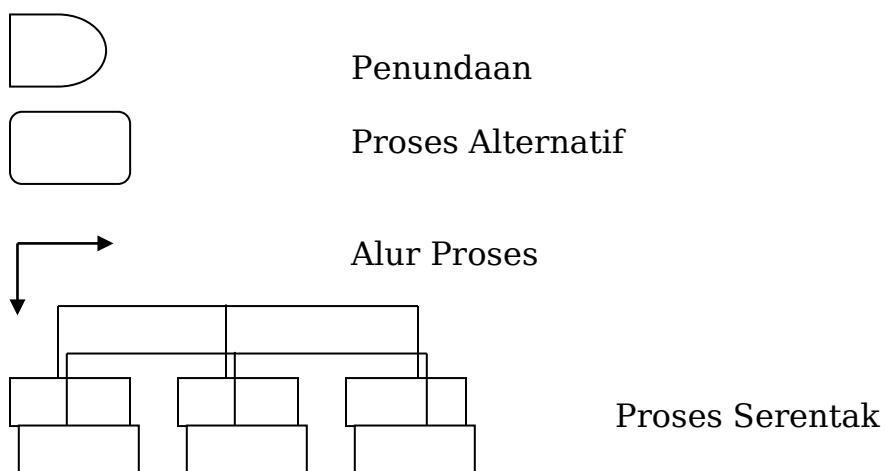 Penundaan
Proses Alternatif
Alur Proses
Proses Serentak